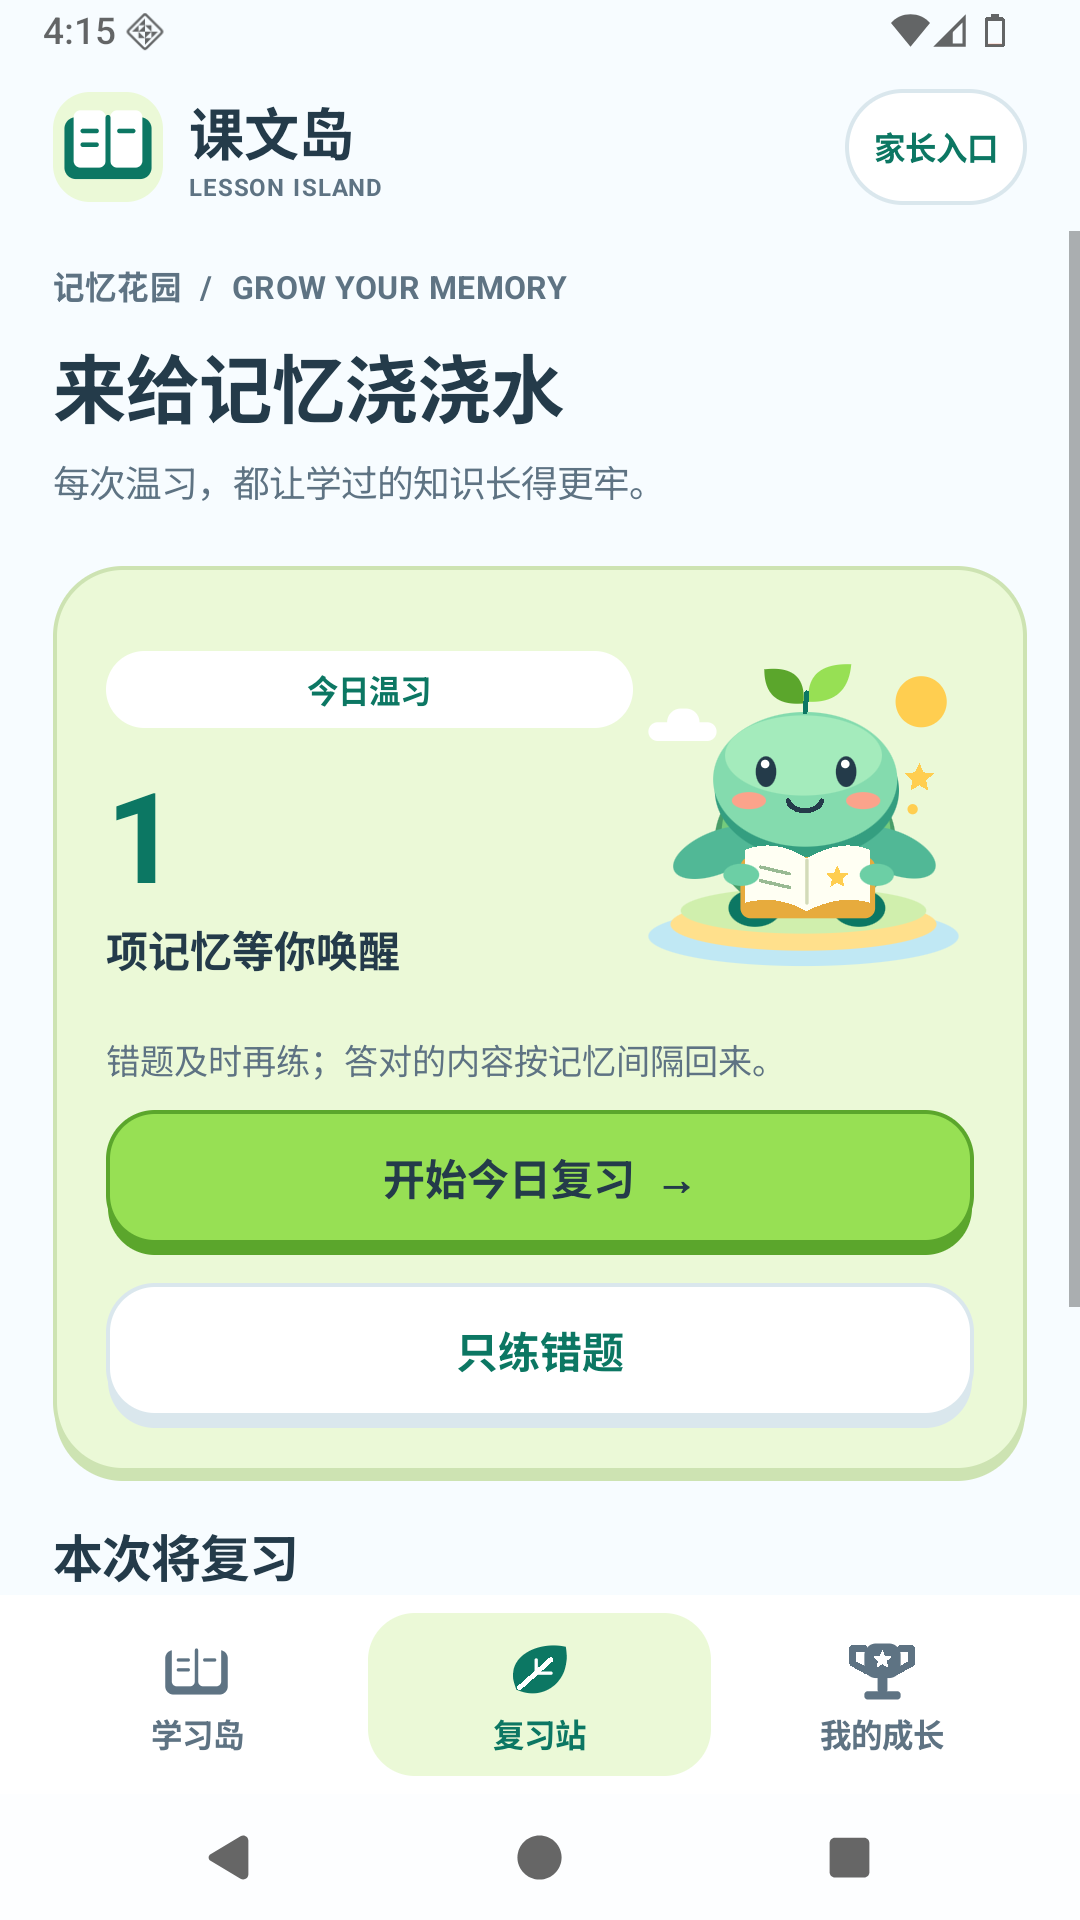 4:15
课文岛
LESSON ISLAND
家长入口
记忆花园 / GROW YOUR MEMORY
来给记忆浇浇水
每次温习，都让学过的知识长得更牢。
今日温习
1
项记忆等你唤醒
错题及时再练；答对的内容按记忆间隔回来。
开始今日复习 →
只练错题
本次将复习
学习岛
复习站
我的成长